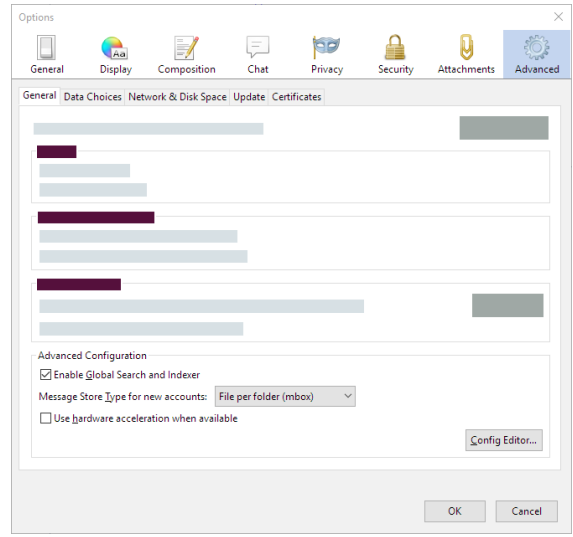 Options
General Display Composition Chat Privacy Security Attachments Advanced
General Data Choices Network & Disk Space Update Certificates
Advanced Configuration
Enable Global Search and Indexer
Message Store Type for new accounts: File per folder (mbox)
Use hardware acceleration when available
Config Editor...
OK Cancel